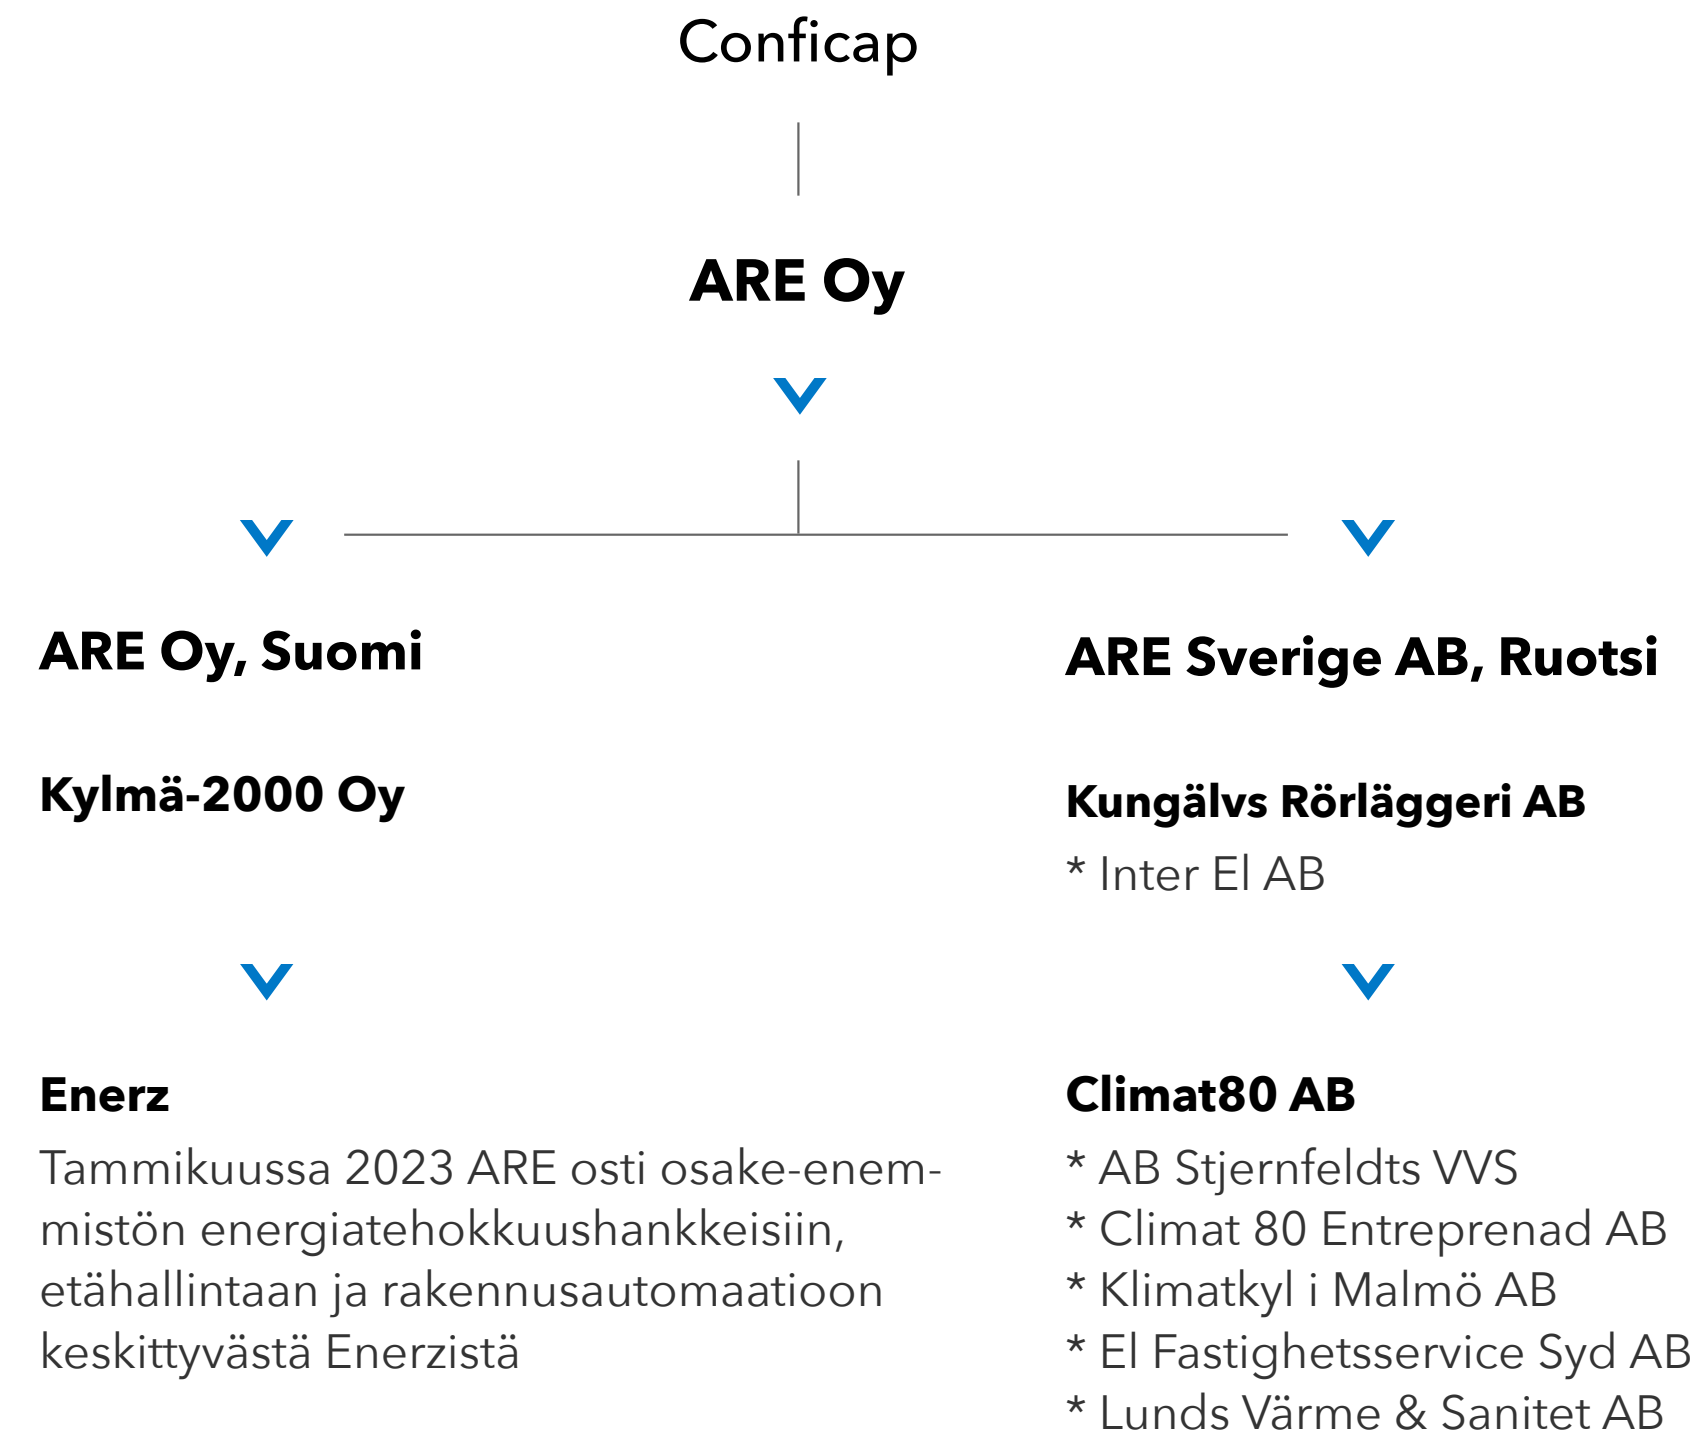 Conficap
ARE Oy
ARE Oy, Suomi
Kylmä-2000 Oy
Enerz
Tammikuussa 2023 ARE osti osake-enem-
mistön energiatehokkuushankkeisiin,
etähallintaan ja rakennusautomaatioon
keskittyvästä Enerzistä
ARE Sverige AB, Ruotsi
Kungälvs Rörläggeri AB
* Inter El AB
Climat80 AB
* AB Stjernfeldts VVS
* Climat 80 Entreprenad AB
* Klimatkyl i Malmö AB
* El Fastighetsservice Syd AB
* Lunds Värme & Sanitet AB